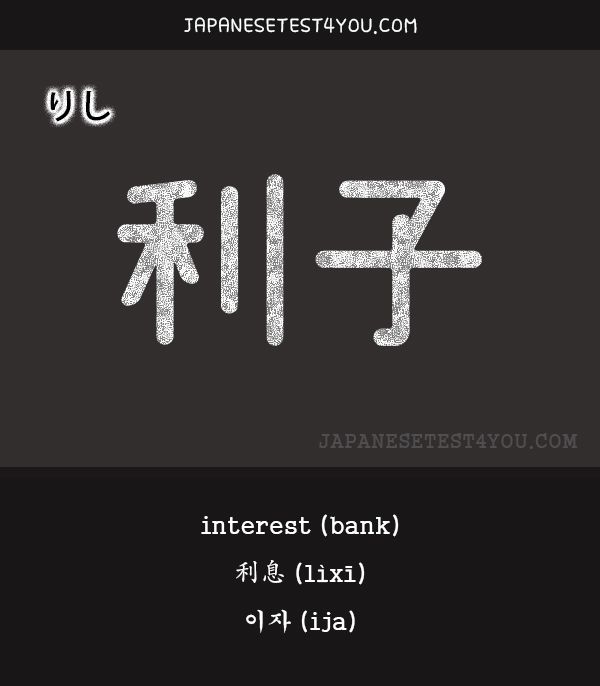 JAPANESETEST4YOU.COM
りし
利子
JAPANESETEST4YOU.COM
interest (bank)
利息 (lìxī)
이자 (ija)